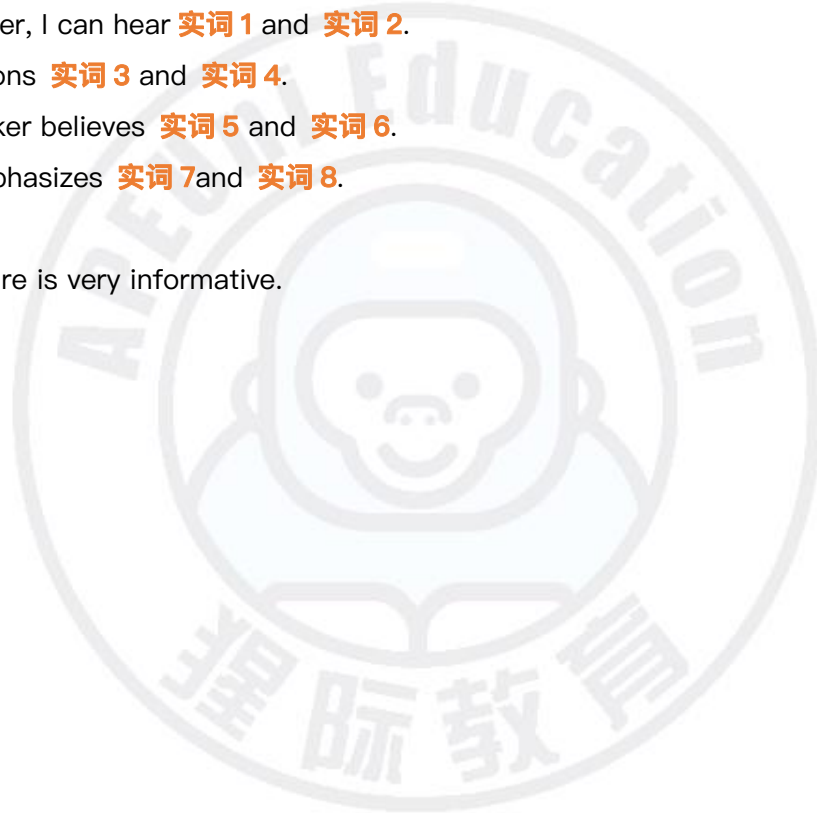 er, I can hear 实词 1 and 实词 2.
ons 实词 3 and 实词 4.
ker believes 实词 5 and 实词 6.
phasizes 实词 7and 实词 8.
re is very informative.
APEoni Education
猩际教育